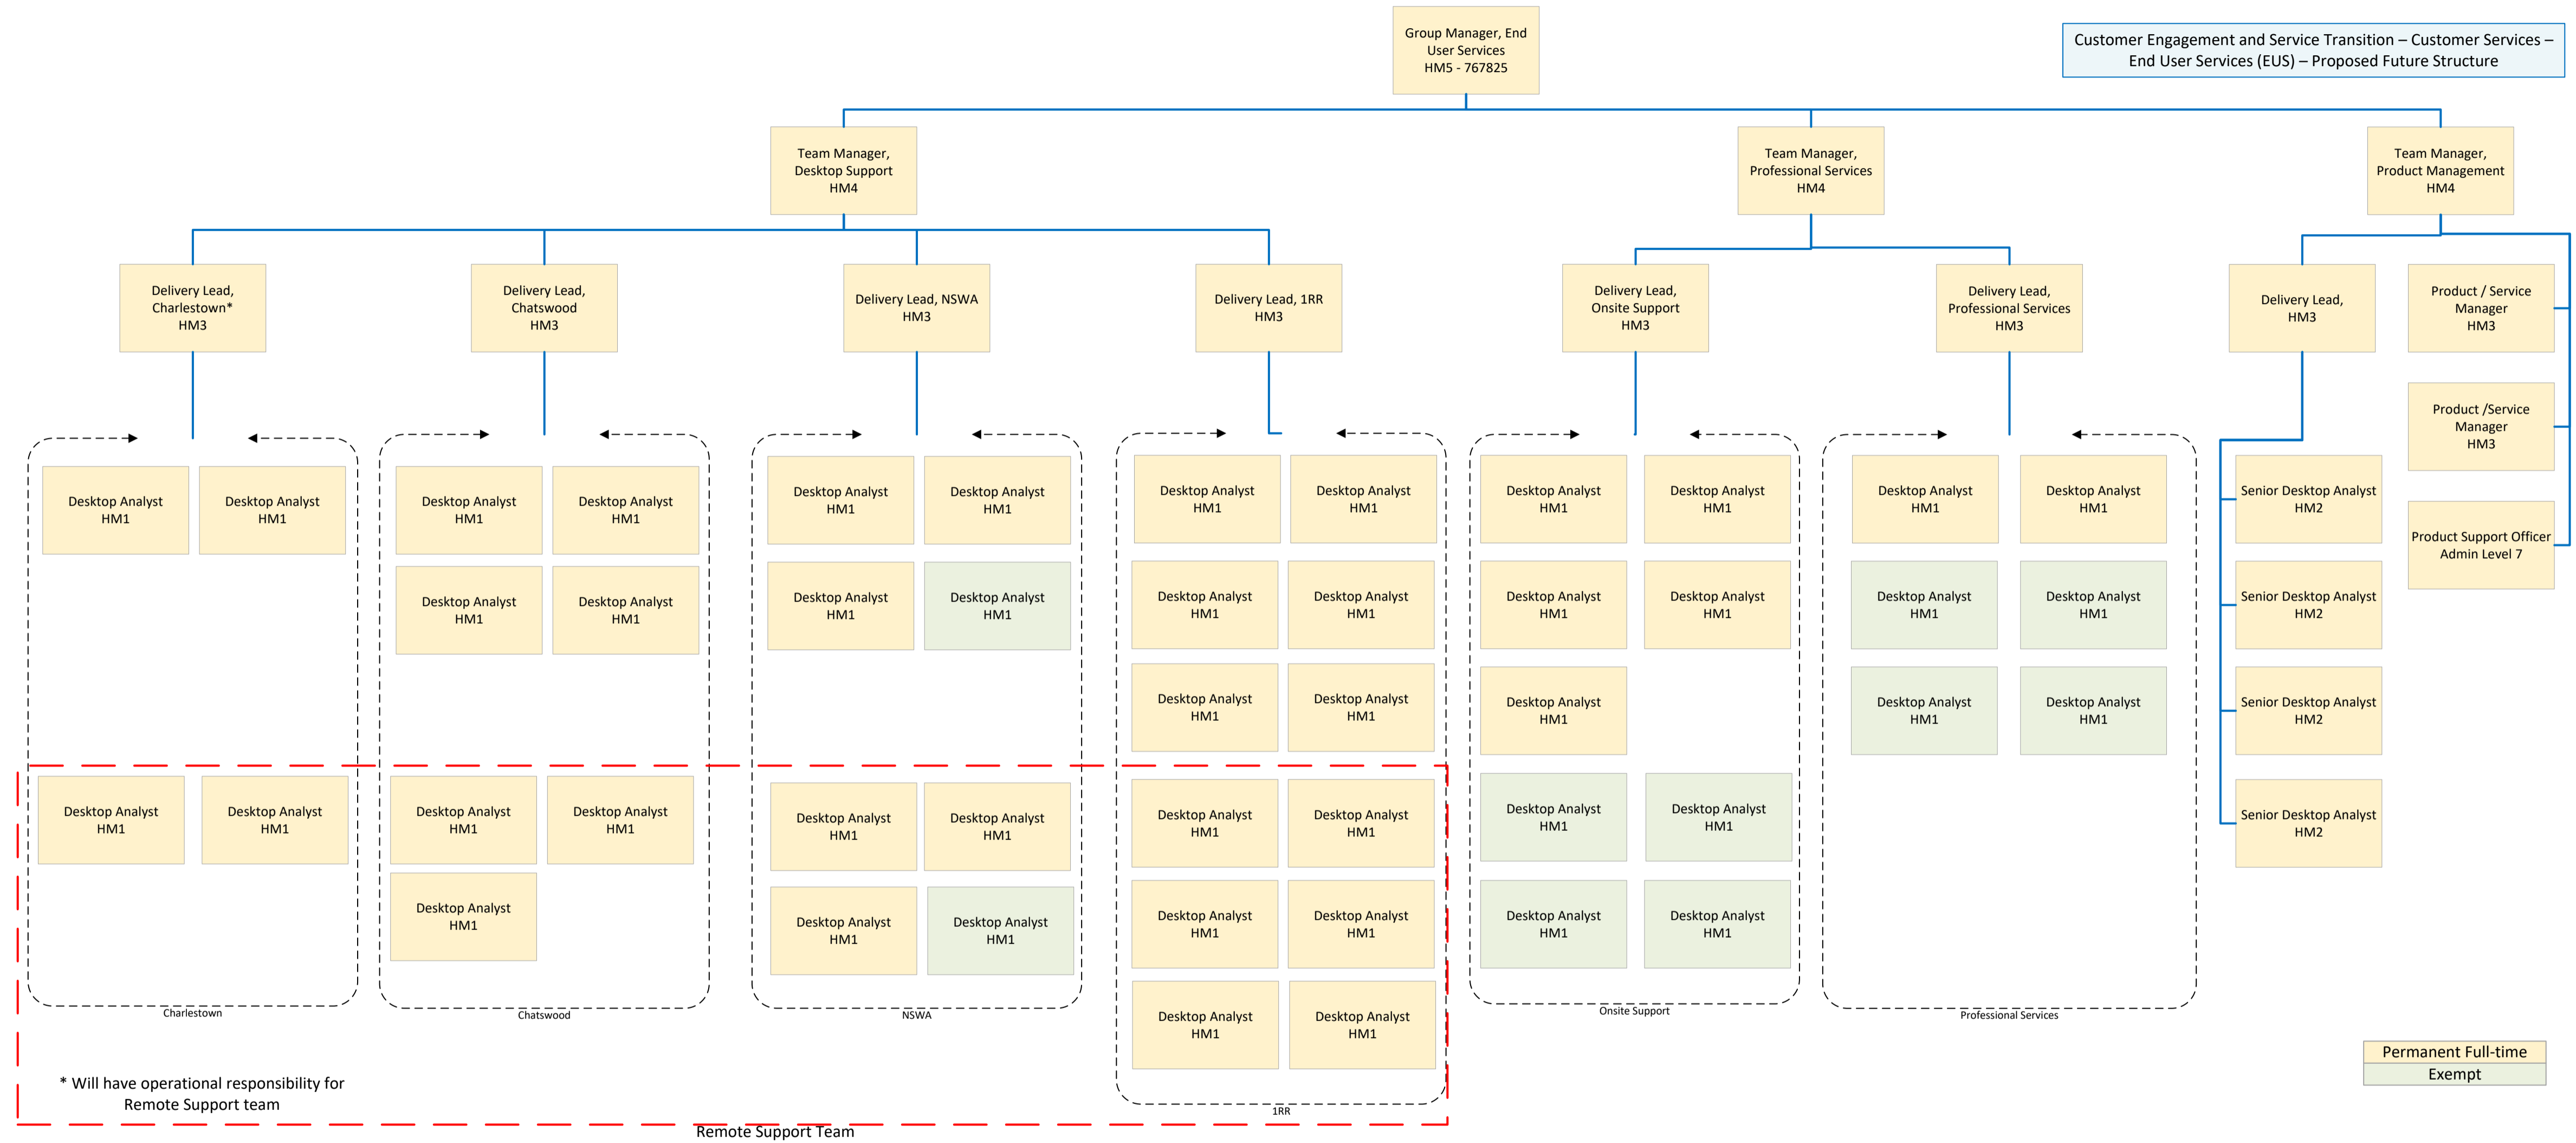 Group Manager, End
User Services
HM5 - 767825
Customer Engagement and Service Transition – Customer Services –
End User Services (EUS) – Proposed Future Structure
Team Manager,
Desktop Support
HM4
Team Manager,
Professional Services
HM4
Team Manager,
Product Management
HM4
Delivery Lead,
Charlestown*
HM3
Delivery Lead,
Chatswood
HM3
Delivery Lead, NSWA
HM3
Delivery Lead, 1RR
HM3
Delivery Lead,
Onsite Support
HM3
Delivery Lead,
Professional Services
HM3
Delivery Lead,
HM3
Product / Service
Manager
HM3
Product /Service
Manager
HM3
Product Support Officer
Admin Level 7
Desktop Analyst
HM1
Desktop Analyst
HM1
Desktop Analyst
HM1
Desktop Analyst
HM1
Charlestown
Desktop Analyst
HM1
Desktop Analyst
HM1
Desktop Analyst
HM1
Desktop Analyst
HM1
Desktop Analyst
HM1
Desktop Analyst
HM1
Desktop Analyst
HM1
Chatswood
Desktop Analyst
HM1
Desktop Analyst
HM1
Desktop Analyst
HM1
Desktop Analyst
HM1
Desktop Analyst
HM1
Desktop Analyst
HM1
Desktop Analyst
HM1
Desktop Analyst
HM1
NSWA
Desktop Analyst
HM1
Desktop Analyst
HM1
Desktop Analyst
HM1
Desktop Analyst
HM1
Desktop Analyst
HM1
Desktop Analyst
HM1
Desktop Analyst
HM1
Desktop Analyst
HM1
Desktop Analyst
HM1
Desktop Analyst
HM1
Desktop Analyst
HM1
Desktop Analyst
HM1
1RR
Desktop Analyst
HM1
Desktop Analyst
HM1
Desktop Analyst
HM1
Desktop Analyst
HM1
Desktop Analyst
HM1
Desktop Analyst
HM1
Desktop Analyst
HM1
Desktop Analyst
HM1
Desktop Analyst
HM1
Onsite Support
Desktop Analyst
HM1
Desktop Analyst
HM1
Desktop Analyst
HM1
Desktop Analyst
HM1
Desktop Analyst
HM1
Desktop Analyst
HM1
Professional Services
Senior Desktop Analyst
HM2
Senior Desktop Analyst
HM2
Senior Desktop Analyst
HM2
Senior Desktop Analyst
HM2
Permanent Full-time
Exempt
* Will have operational responsibility for
Remote Support team
Remote Support Team